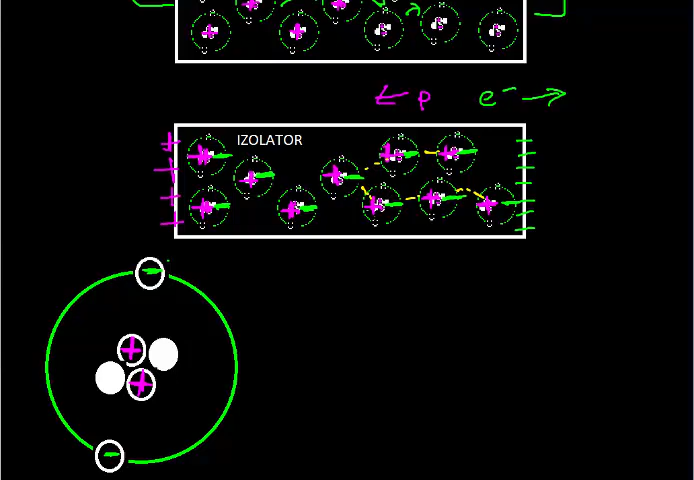 ← p e⁻ →
IZOLATOR